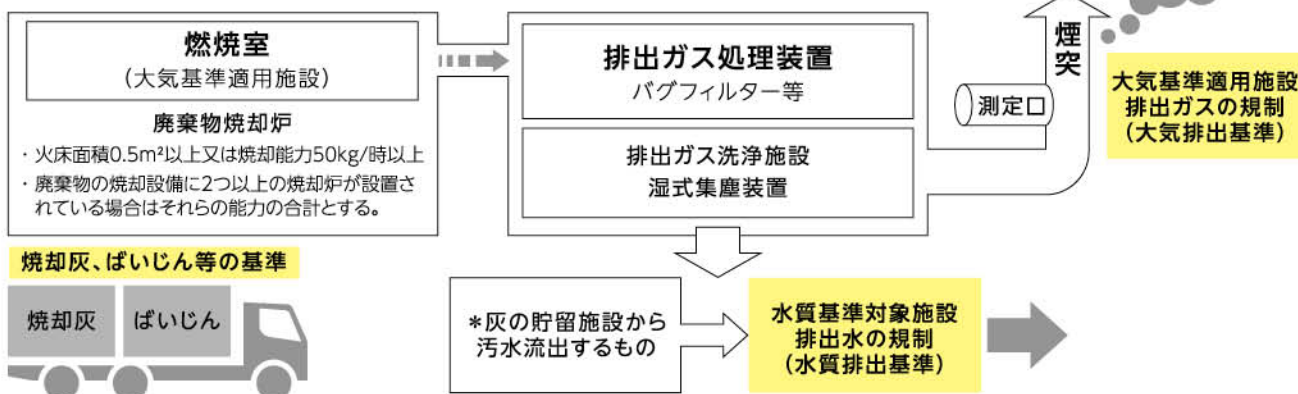 燃焼室
(大気基準適用施設)
廃棄物焼却炉
・火床面積0.5m²以上又は焼却能力50kg/時以上
・廃棄物の焼却設備に2つ以上の焼却炉が設置さ
れている場合はそれらの能力の合計とする。
排出ガス処理装置
バグフィルター等
排出ガス洗浄施設
湿式集塵装置
測定口
煙突
大気基準適用施設
排出ガスの規制
(大気排出基準)
焼却灰、ばいじん等の基準
焼却灰
ばいじん
*灰の貯留施設から
汚水流出するもの
水質基準対象施設
排出水の規制
(水質排出基準)